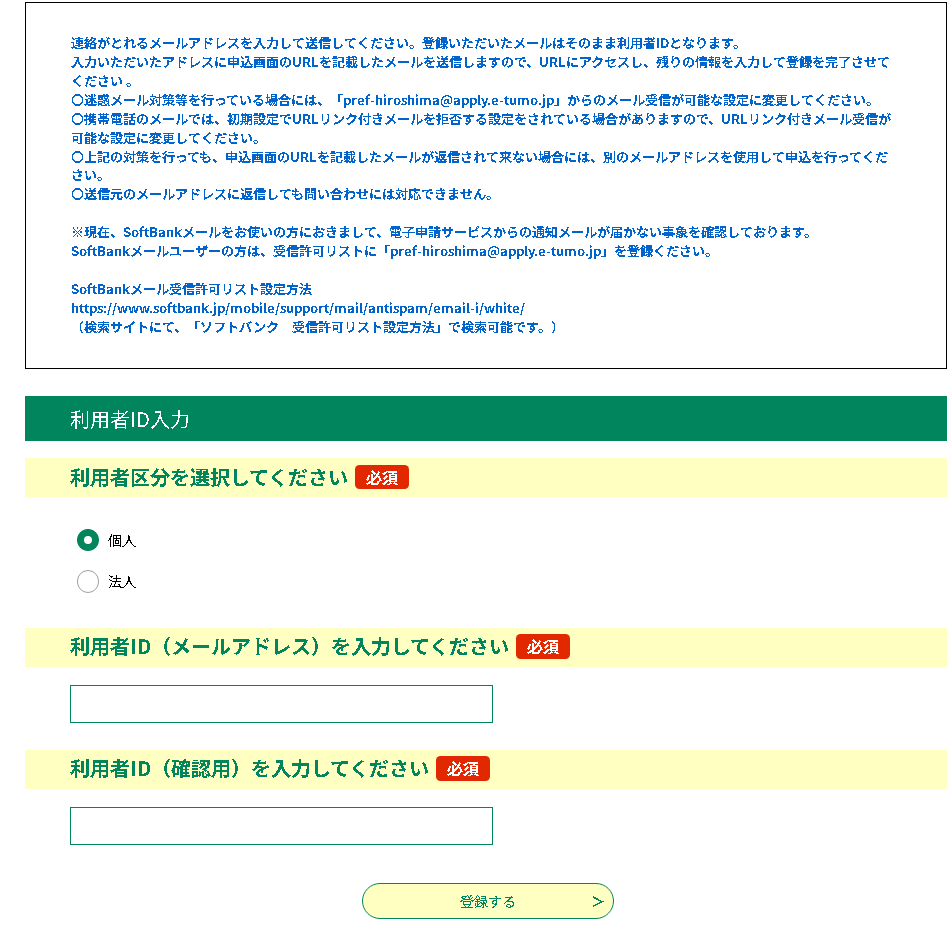 連絡がとれるメールアドレスを入力して送信してください。登録いただいたメールはそのまま利用者IDとなります。
入力いただいたアドレスに申込画面のURLを記載したメールを送信しますので、URLにアクセスし、残りの情報を入力して登録を完了させて
ください 。
〇迷惑メール対策等を行っている場合には、「pref-hiroshima@apply.e-tumo.jp」からのメール受信が可能な設定に変更してください。
〇携帯電話のメールでは、初期設定でURLリンク付きメールを拒否する設定をされている場合がありますので、URLリンク付きメール受信が
可能な設定に変更してください。
〇上記の対策を行っても、申込画面のURLを記載したメールが返信されて来ない場合には、別のメールアドレスを使用して申込を行ってくだ
さい。
〇送信元のメールアドレスに返信しても問い合わせには対応できません。
※現在、SoftBankメールをお使いの方におきまして、電子申請サービスからの通知メールが届かない事象を確認しております。
SoftBankメールユーザーの方は、受信許可リストに「pref-hiroshima@apply.e-tumo.jp」を登録ください。
SoftBankメール受信許可リスト設定方法
https://www.softbank.jp/mobile/support/mail/antispam/email-i/white/
（検索サイトにて、「ソフトバンク　受信許可リスト設定方法」で検索可能です。）
利用者ID入力
利用者区分を選択してください 必須
個人
法人
利用者ID（メールアドレス）を入力してください 必須
利用者ID（確認用）を入力してください 必須
登録する ＞